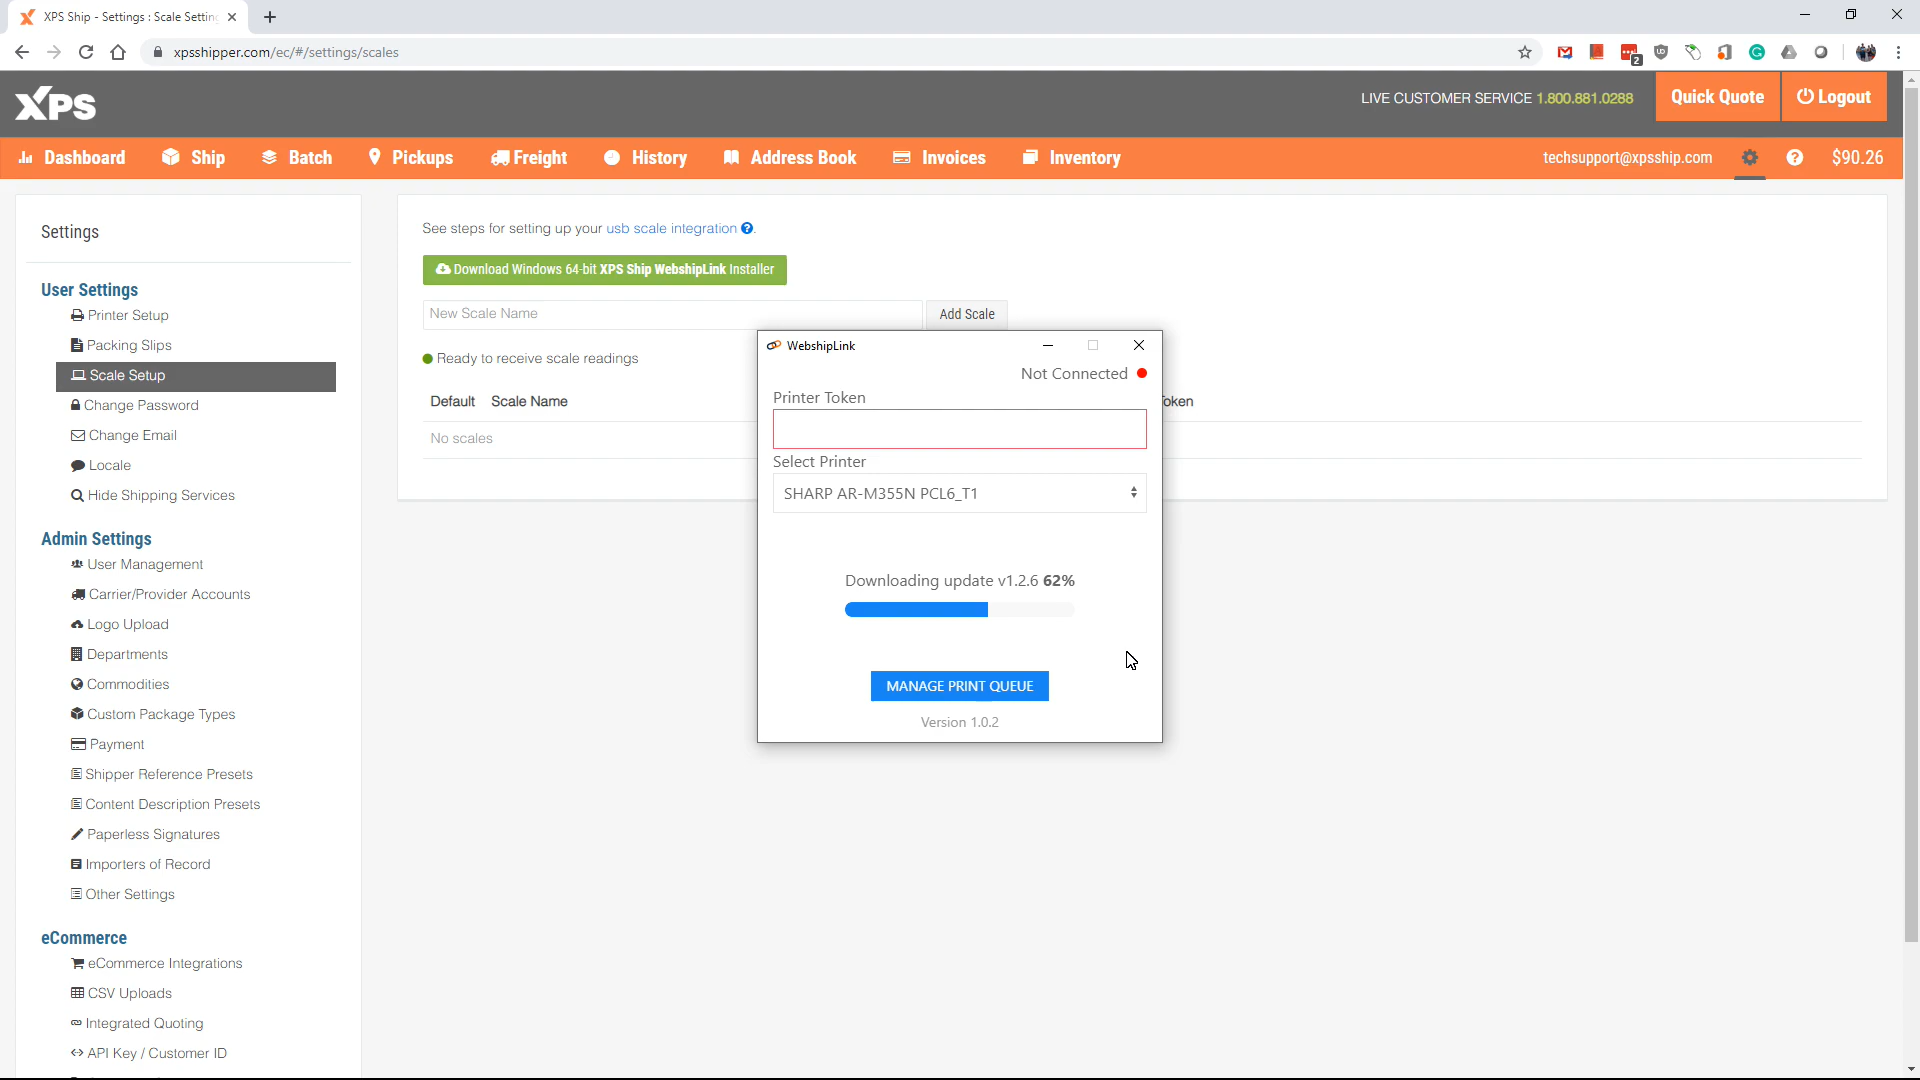 XPS Ship - Settings : Scale Settin
xpsshipper.com/ec/#/settings/scales
2
XPS
LIVE CUSTOMER SERVICE 1.800.881.0288
Quick Quote
Logout
Dashboard
Ship
Batch
Pickups
Freight
History
Address Book
Invoices
Inventory
techsupport@xpsship.com
$90.26
Settings
User Settings
Printer Setup
Packing Slips
Scale Setup
Change Password
Change Email
Locale
Hide Shipping Services
Admin Settings
User Management
Carrier/Provider Accounts
Logo Upload
Departments
Commodities
Custom Package Types
Payment
Shipper Reference Presets
Content Description Presets
Paperless Signatures
Importers of Record
Other Settings
eCommerce
eCommerce Integrations
CSV Uploads
Integrated Quoting
API Key / Customer ID
See steps for setting up your usb scale integration ?.
Download Windows 64-bit XPS Ship WebshipLink Installer
New Scale Name
Add Scale
Ready to receive scale readings
Default Scale Name
oken
No scales
WebshipLink
Not Connected
Printer Token
Select Printer
SHARP AR-M355N PCL6_T1
Downloading update v1.2.6 62%
MANAGE PRINT QUEUE
Version 1.0.2